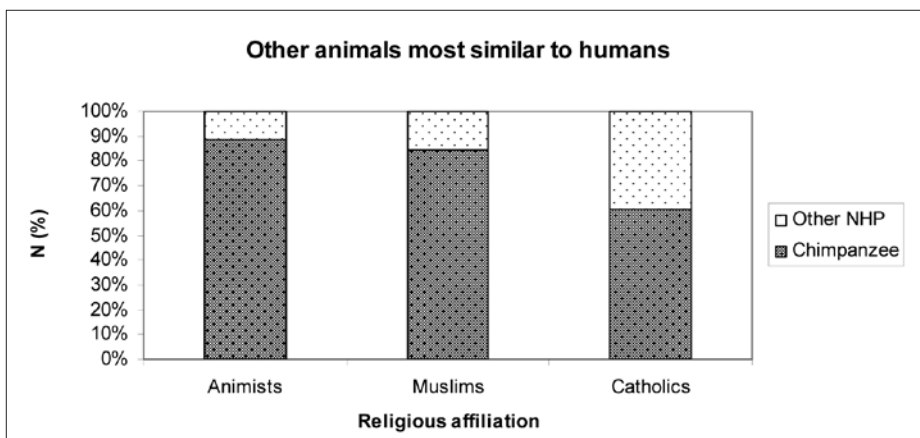 Other animals most similar to humans
100%
90%
80%
70%
60%
50%
40%
30%
20%
10%
0%
N (%)
Animists
Muslims
Catholics
Religious affiliation
Other NHP
Chimpanzee